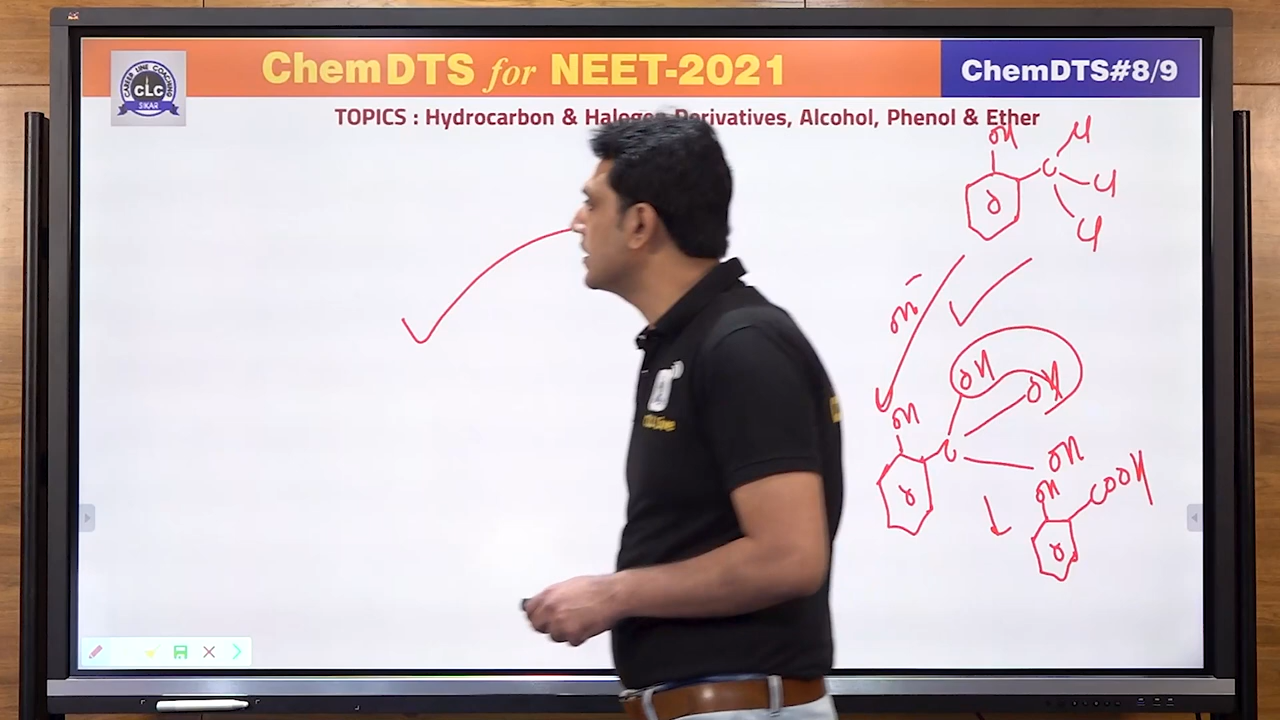 CAREER LINE COACHING
CLC
SIKAR
ChemDTS for NEET-2021
ChemDTS#8/9
TOPICS : Hydrocarbon & Halogen Derivatives, Alcohol, Phenol & Ether
OH
Cl
C
Cl
Cl
OH⁻
OH
OH
OH
C
OH
OH
COOH